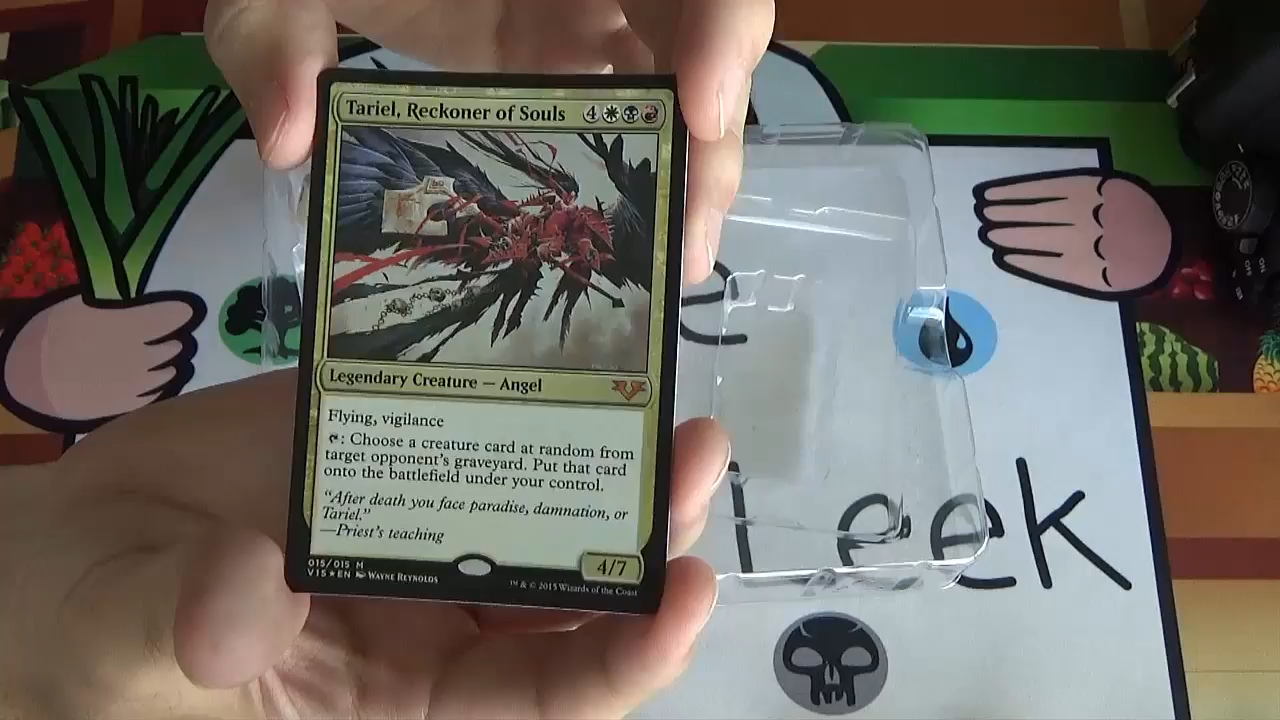 Tariel, Reckoner of Souls 4
Legendary Creature — Angel
Flying, vigilance
: Choose a creature card at random from
target opponent's graveyard. Put that card
onto the battlefield under your control.
"After death you face paradise, damnation, or
Tariel."
—Priest's teaching
4/7
015/015 M
V15★EN Wayne Reynolds
™ & © 2015 Wizards of the Coast
Leek